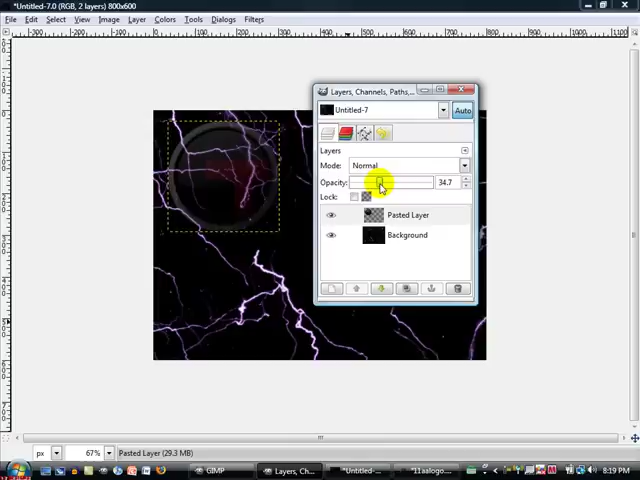 *Untitled-7.0 (RGB, 2 layers) 800x600
File Edit Select View Image Layer Colors Tools Dialogs Filters
Layers, Channels, Paths,...
Untitled-7
Auto
Layers
Mode: Normal
Opacity: 34.7
Lock:
Pasted Layer
Background
px 67% Pasted Layer (29.3 MB)
GIMP Layers, Ch... *Untitled-... *11aalogo.... 8:19 PM